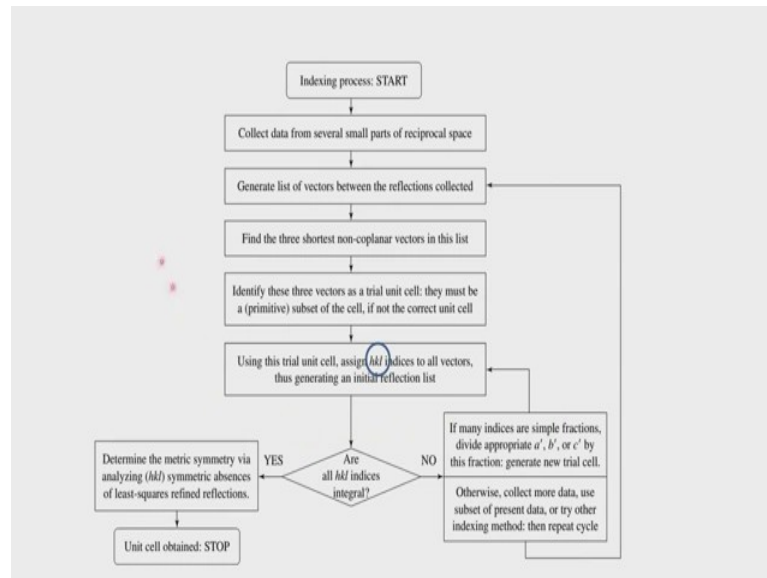 Indexing process: START
Collect data from several small parts of reciprocal space
Generate list of vectors between the reflections collected
Find the three shortest non-coplanar vectors in this list
Identify these three vectors as a trial unit cell: they must be
a (primitive) subset of the cell, if not the correct unit cell
Using this trial unit cell, assign hkl indices to all vectors,
thus generating an initial reflection list
Are
all hkl indices
integral?
YES
NO
Determine the metric symmetry via
analyzing (hkl) symmetric absences
of least-squares refined reflections.
Unit cell obtained: STOP
If many indices are simple fractions,
divide appropriate a', b', or c' by
this fraction: generate new trial cell.
Otherwise, collect more data, use
subset of present data, or try other
indexing method: then repeat cycle